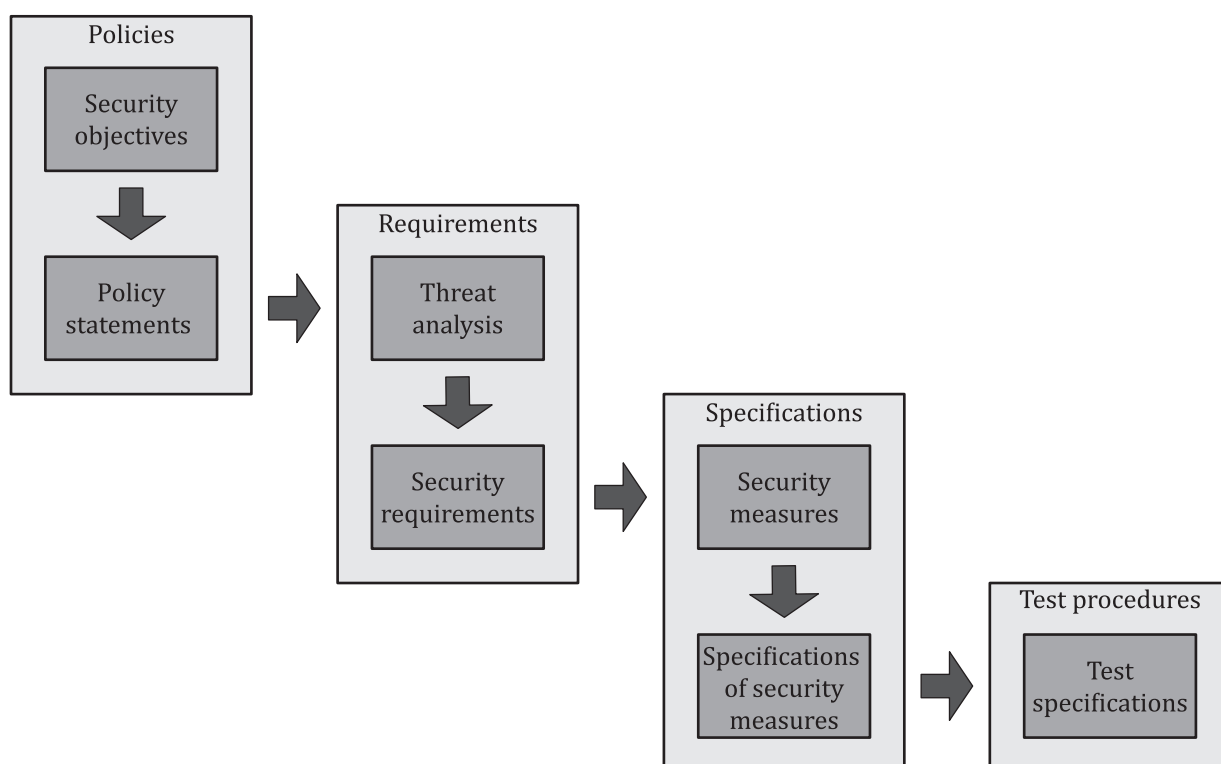 Policies
Security
objectives
Policy
statements
Requirements
Threat
analysis
Security
requirements
Specifications
Security
measures
Specifications
of security
measures
Test procedures
Test
specifications